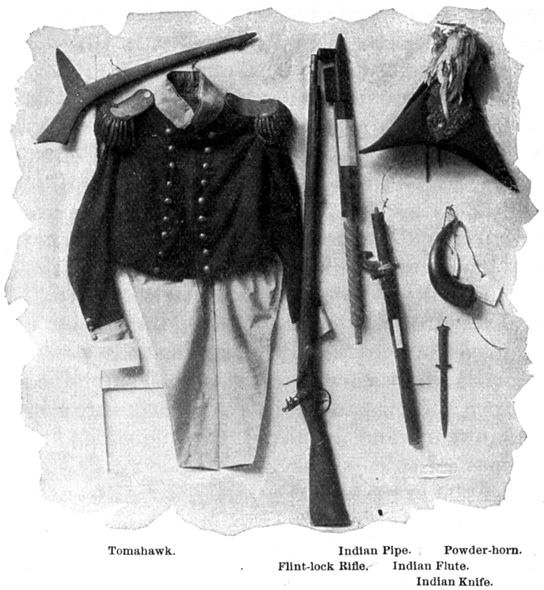 Tomahawk. Indian Pipe. Powder-horn.
Flint-lock Rifle. Indian Flute.
Indian Knife.